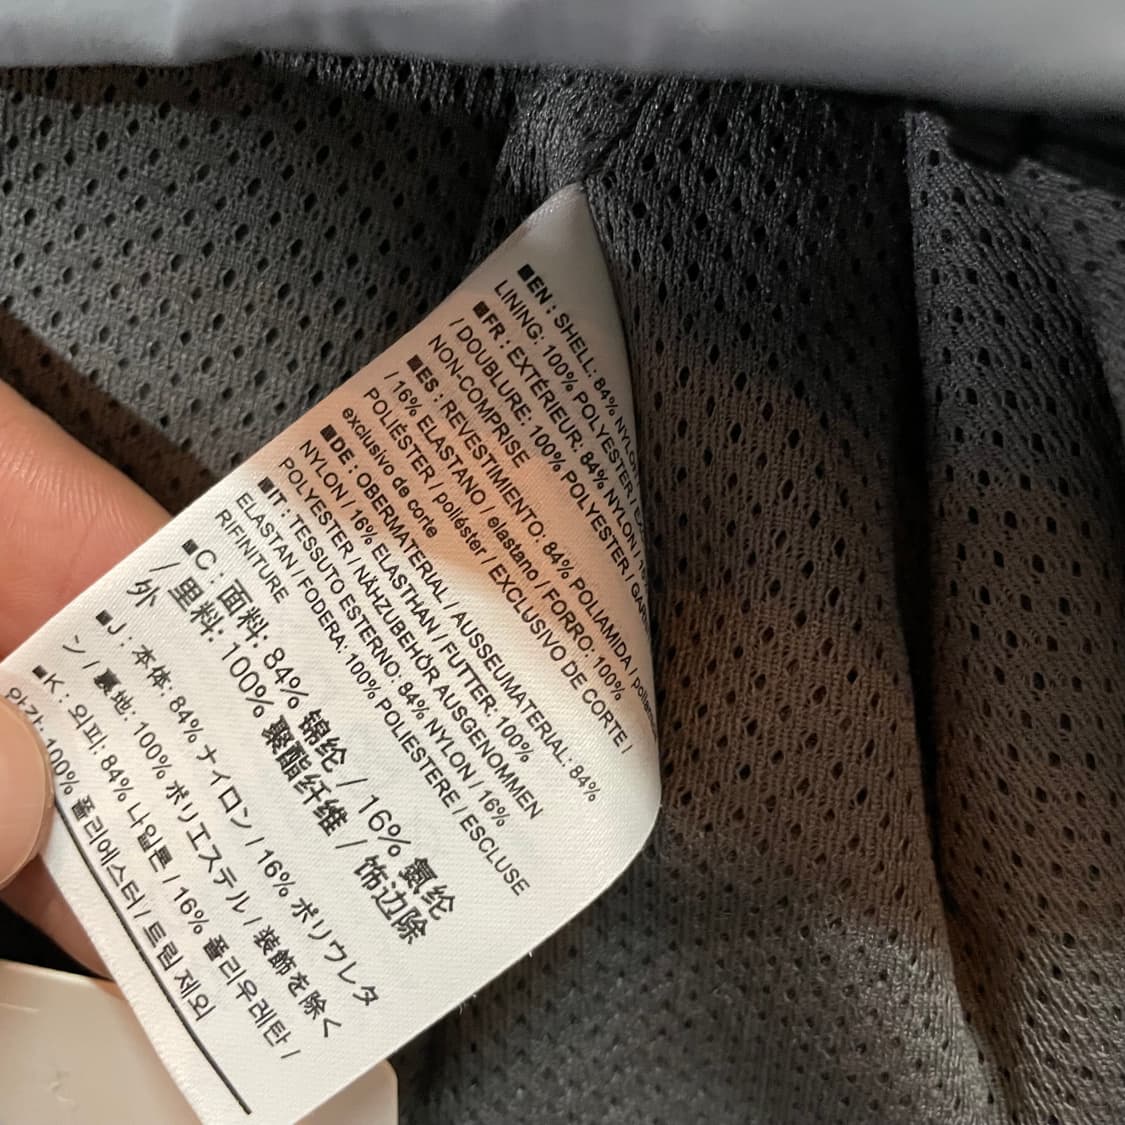 ■EN : SHELL: 84% NYLON
LINING: 100% POLYESTER /
■FR : EXTÉRIEUR: 84% NYLON /
/ DOUBLURE: 100% POLYESTER /
NON-COMPRISE
■ES : REVESTIMIENTO: 84% POLIAMIDA /
/ 16% ELASTANO / elastano / FORRO: 100%
POLIÉSTER / poliéster / EXCLUSIVO DE CORTE /
exclusivo de corte
■DE : OBERMATERIAL / AUSSEUMATERIAL: 84%
NYLON / 16% ELASTHAN / FUTTER: 100%
POLYESTER / NÄHZUBEHÖR AUSGENOMMEN
■IT : TESSUTO ESTERNO: 84% NYLON / 16%
ELASTAN / FODERA: 100% POLIESTERE / ESCLUSE
RIFINITURE
■C : 面料: 84% 锦纶 / 16% 氨纶
/ 里料: 100% 聚酯纤维 / 饰边除
外
■J : 本体: 84% ナイロン / 16% ポリウレタ
ン / 裏地: 100% ポリエステル / 装飾を除く
■K : 외피: 84% 나일론 / 16% 폴리우레탄 /
안감: 100% 폴리에스터 / 트림 제외